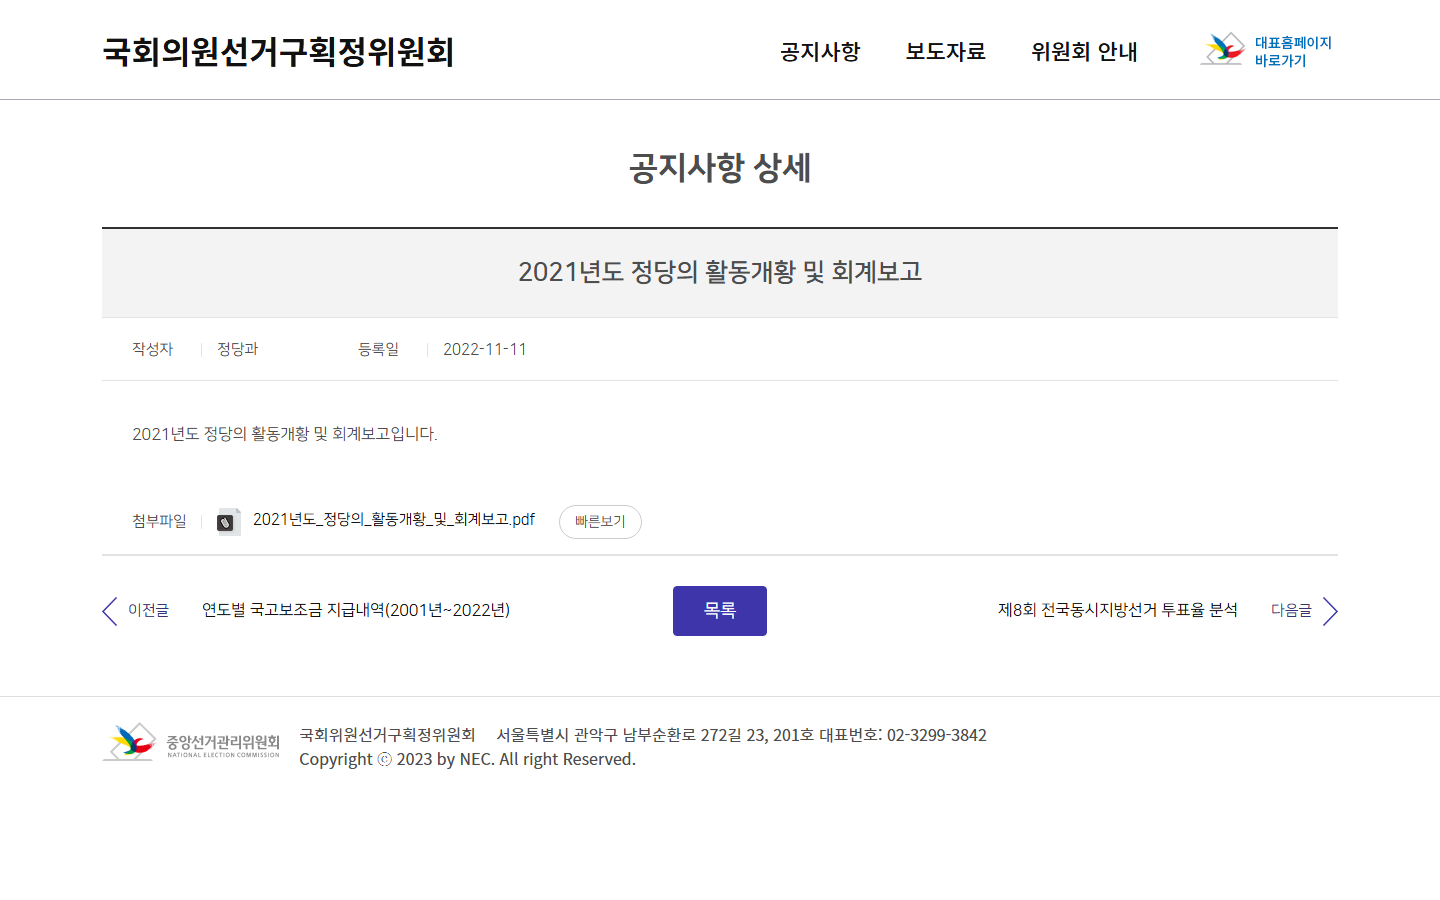 국회의원선거구획정위원회
공지사항 보도자료 위원회 안내
대표홈페이지
바로가기
공지사항 상세
2021년도 정당의 활동개황 및 회계보고
작성자 정당과 등록일 2022-11-11
2021년도 정당의 활동개황 및 회계보고입니다.
첨부파일 2021년도_정당의_활동개황_및_회계보고.pdf 빠른보기
이전글 연도별 국고보조금 지급내역(2001년~2022년) 목록 제8회 전국동시지방선거 투표율 분석 다음글
중앙선거관리위원회
NATIONAL ELECTION COMMISSION
국회위원선거구획정위원회 서울특별시 관악구 남부순환로 272길 23, 201호 대표번호: 02-3299-3842
Copyright ⓒ 2023 by NEC. All right Reserved.